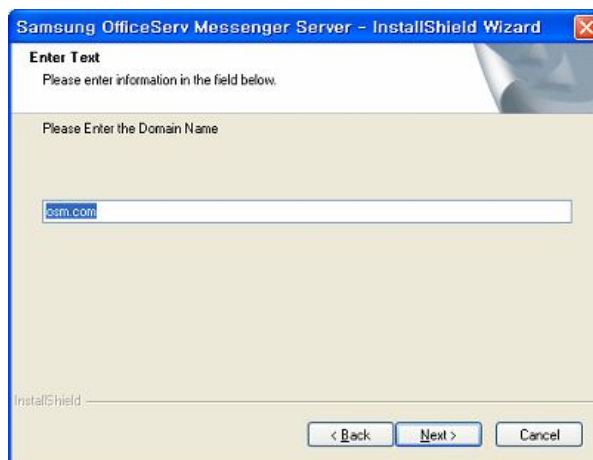 Samsung OfficeServ Messenger Server - InstallShield Wizard
Enter Text
Please enter information in the field below.
Please Enter the Domain Name
osm.com
InstallShield
< Back Next > Cancel